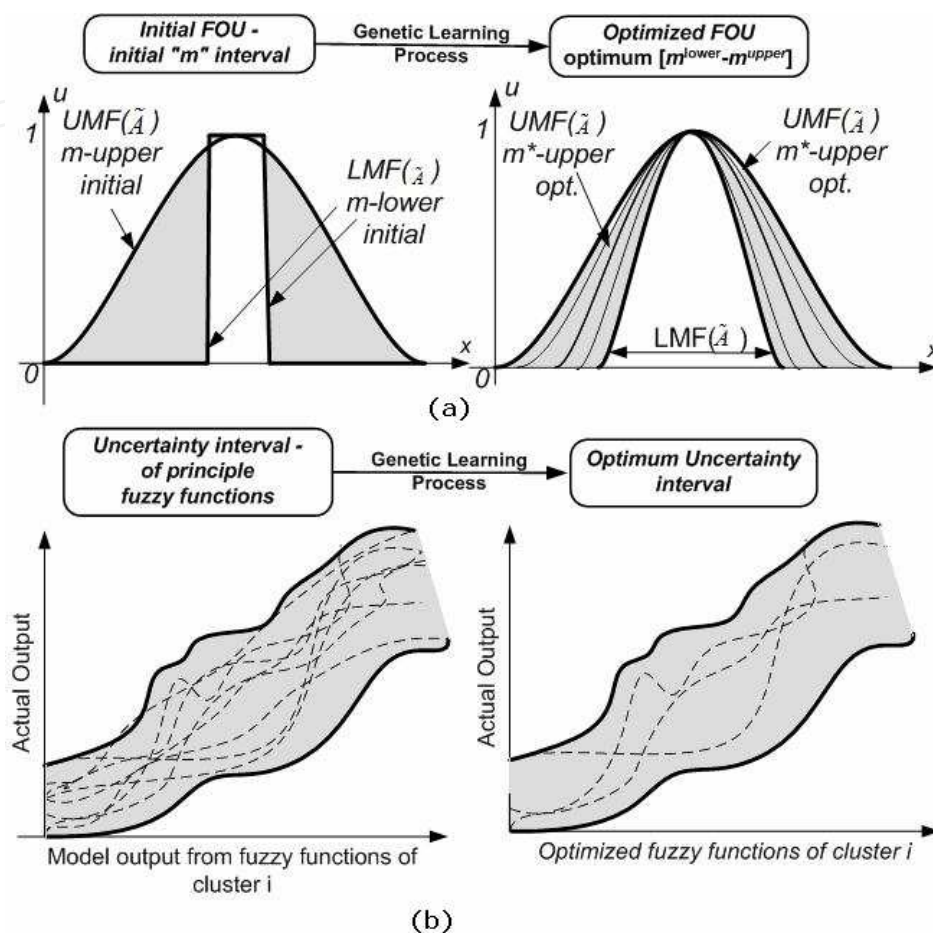 Initial FOU -
initial "m" interval
Genetic Learning
Process
Optimized FOU
optimum [m^lower-m^upper]
u
1
UMF(Ã)
m-upper
initial
LMF(Ã)
m-lower
initial
x
0
u
1
UMF(Ã)
m*-upper
opt.
UMF(Ã)
m*-upper
opt.
LMF(Ã)
x
0
(a)
Uncertainty interval -
of principle
fuzzy functions
Genetic Learning
Process
Optimum Uncertainty
interval
Actual Output
Model output from fuzzy functions of
cluster i
Actual Output
Optimized fuzzy functions of cluster i
(b)